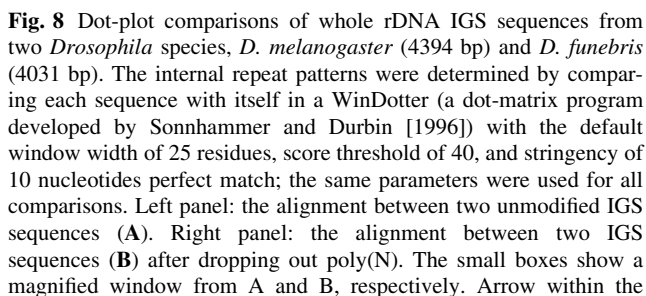 Fig. 8 Dot-plot comparisons of whole rDNA IGS sequences from
two Drosophila species, D. melanogaster (4394 bp) and D. funebris
(4031 bp). The internal repeat patterns were determined by compar-
ing each sequence with itself in a WinDotter (a dot-matrix program
developed by Sonnhammer and Durbin [1996]) with the default
window width of 25 residues, score threshold of 40, and stringency of
10 nucleotides perfect match; the same parameters were used for all
comparisons. Left panel: the alignment between two unmodified IGS
sequences (A). Right panel: the alignment between two IGS
sequences (B) after dropping out poly(N). The small boxes show a
magnified window from A and B, respectively. Arrow within the